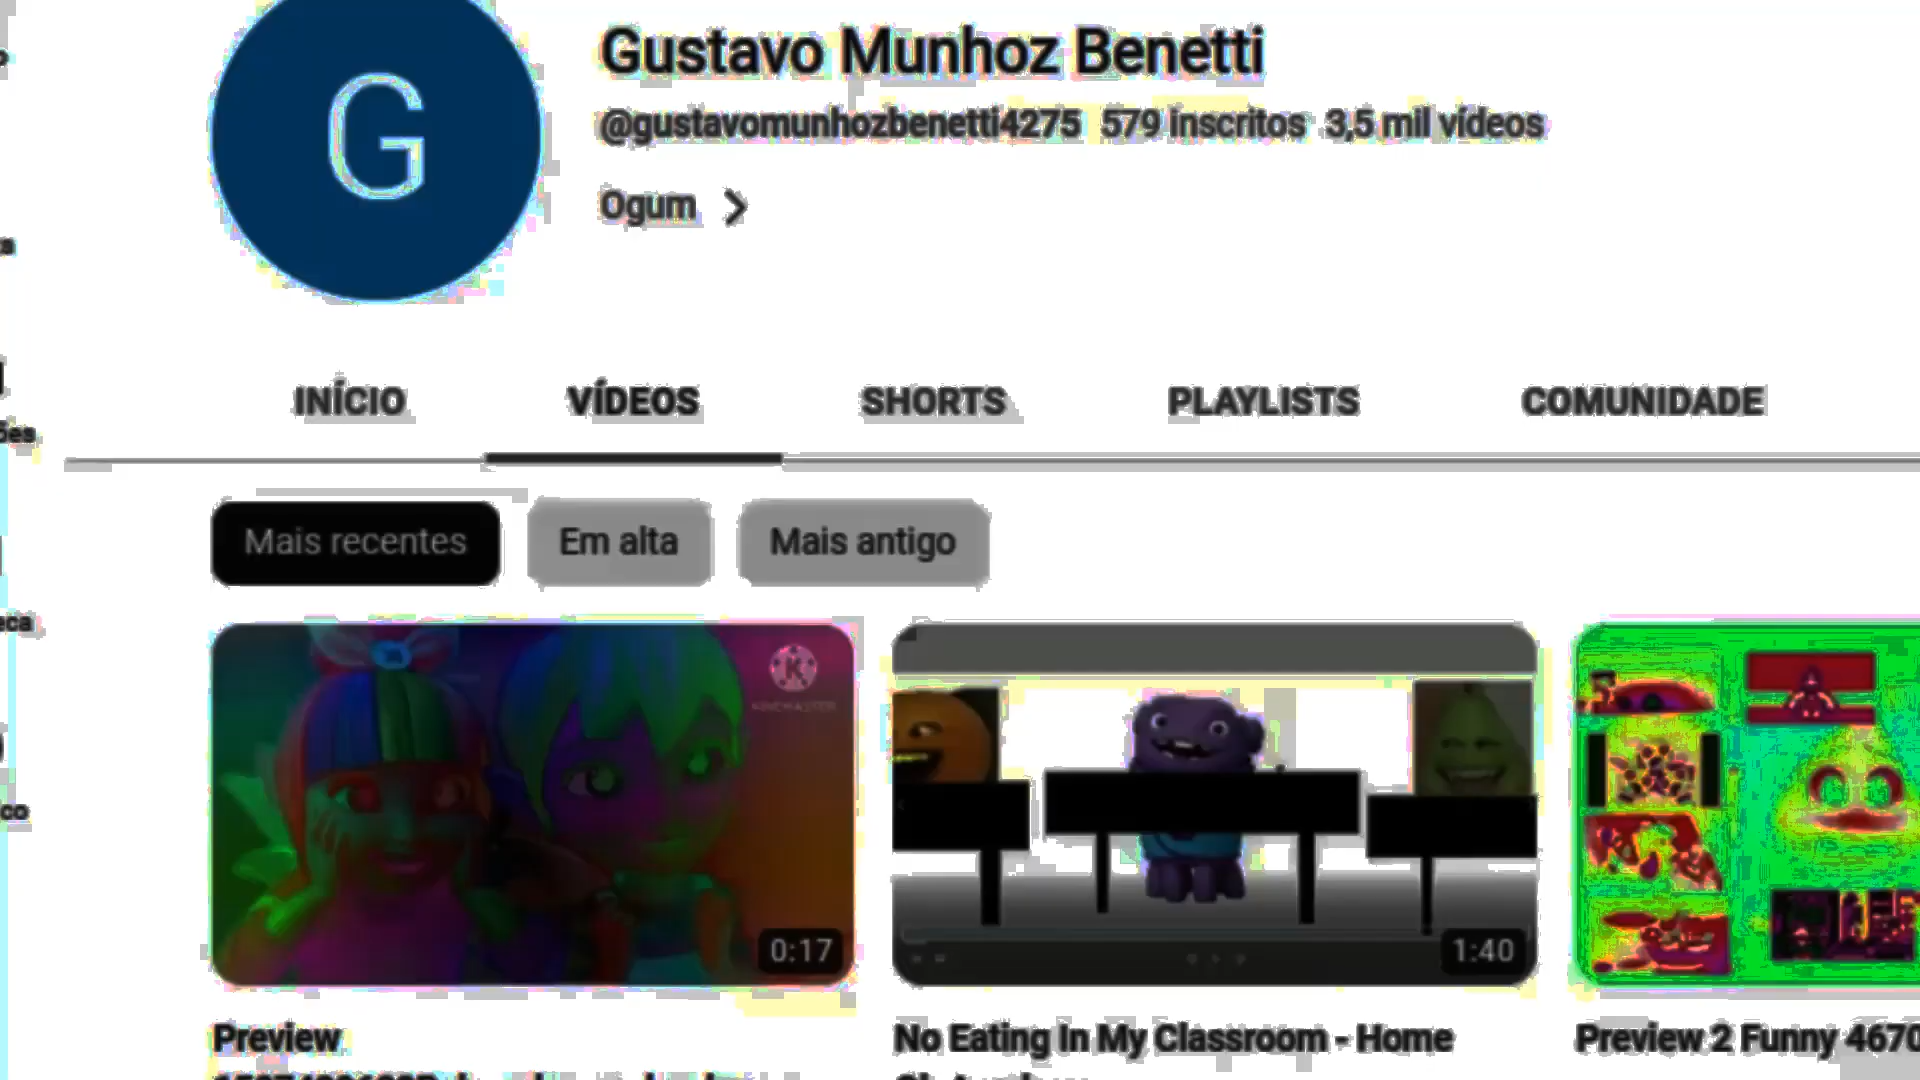 G
Gustavo Munhoz Benetti
@gustavomunhozbenetti4275 579 inscritos 3,5 mil vídeos
Ogum
INÍCIO VÍDEOS SHORTS PLAYLISTS COMUNIDADE
Mais recentes Em alta Mais antigo
K
KINEMASTER
0:17 1:40
Preview No Eating In My Classroom - Home Preview 2 Funny 4670